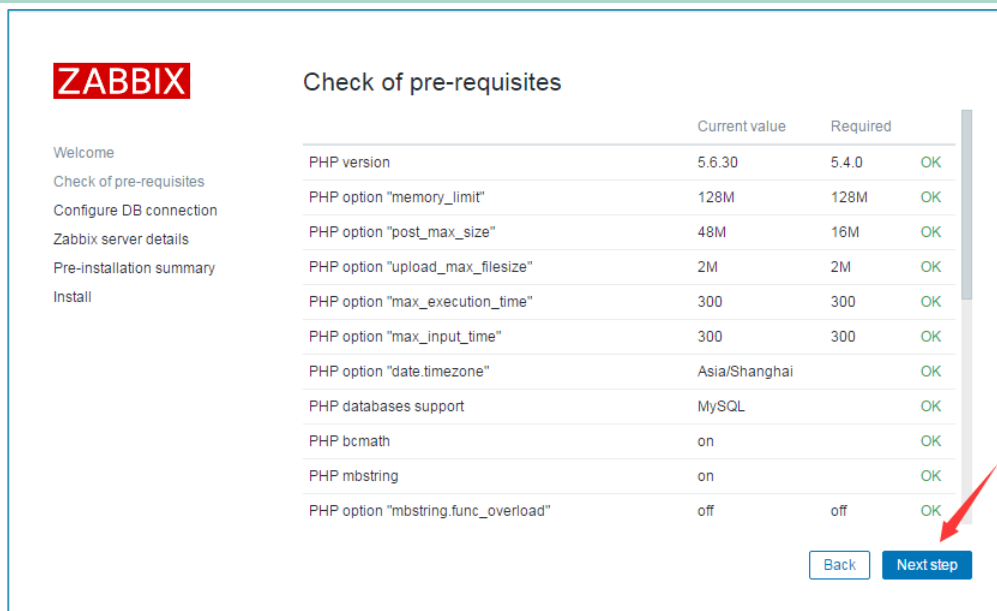 ZABBIX
Welcome
Check of pre-requisites
Configure DB connection
Zabbix server details
Pre-installation summary
Install
Check of pre-requisites
Current value Required
PHP version 5.6.30 5.4.0 OK
PHP option "memory_limit" 128M 128M OK
PHP option "post_max_size" 48M 16M OK
PHP option "upload_max_filesize" 2M 2M OK
PHP option "max_execution_time" 300 300 OK
PHP option "max_input_time" 300 300 OK
PHP option "date.timezone" Asia/Shanghai OK
PHP databases support MySQL OK
PHP bcmath on OK
PHP mbstring on OK
PHP option "mbstring.func_overload" off off OK
Back Next step